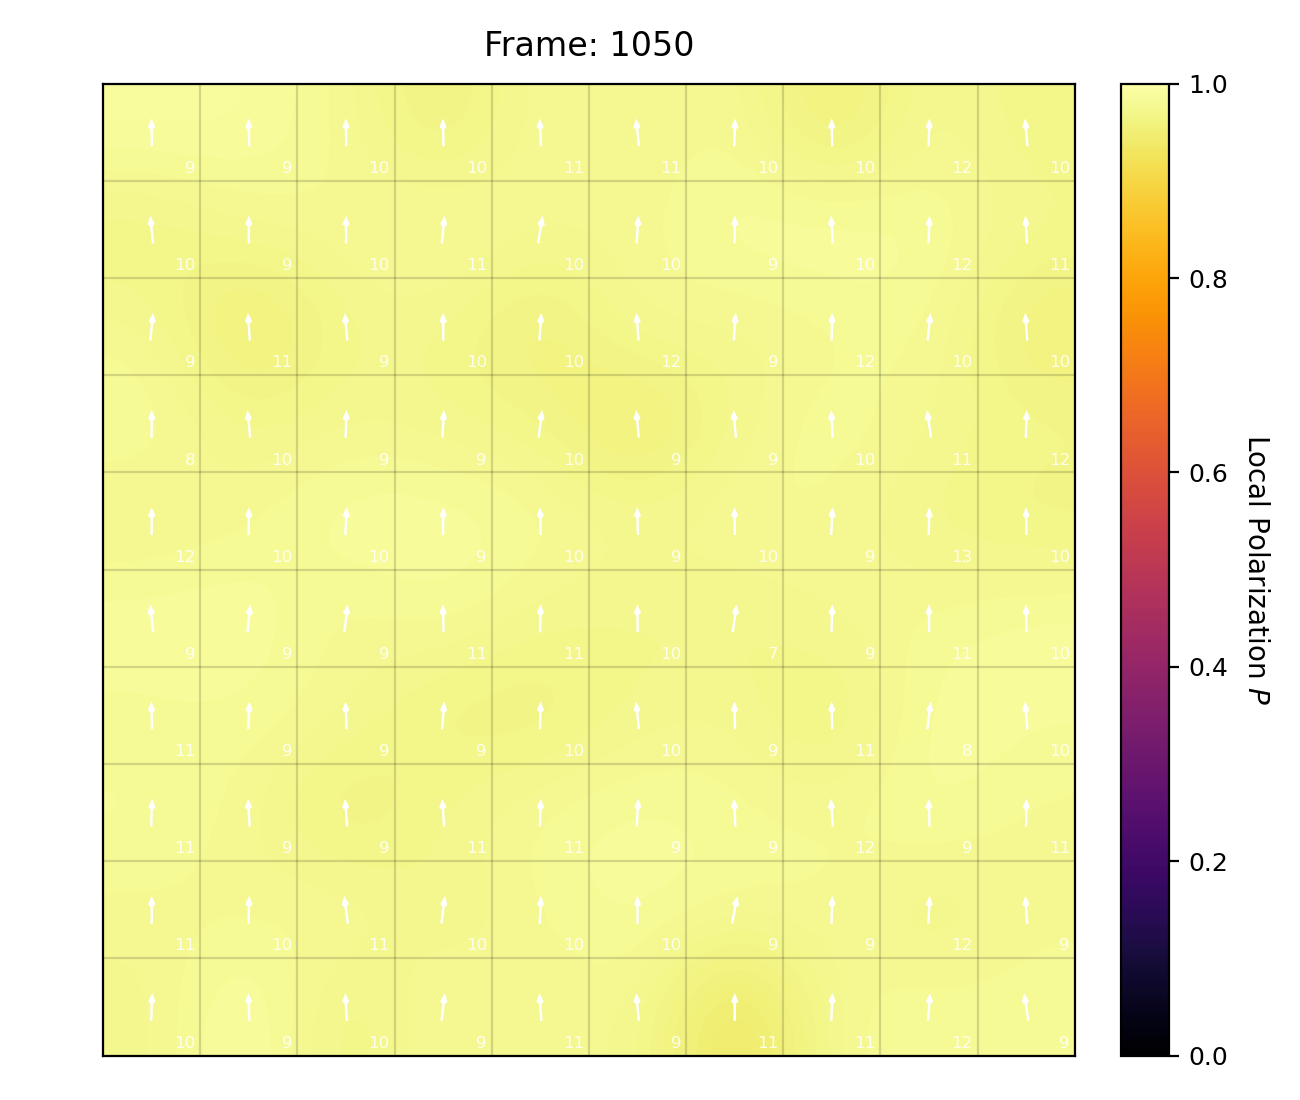 Frame: 1050
9 9 10 10 11 11 10 10 12 10
10 9 10 11 10 10 9 10 12 11
9 11 9 10 10 12 9 12 10 10
8 10 9 9 10 9 9 10 11 12
12 10 10 9 10 9 10 9 13 10
9 9 9 11 11 10 7 9 11 10
11 9 9 9 10 10 9 11 8 10
11 9 9 11 11 9 9 12 9 11
11 10 11 10 10 10 9 9 12 9
10 9 10 9 11 9 11 11 12 9
1.0
0.8
0.6
0.4
0.2
0.0
Local Polarization P